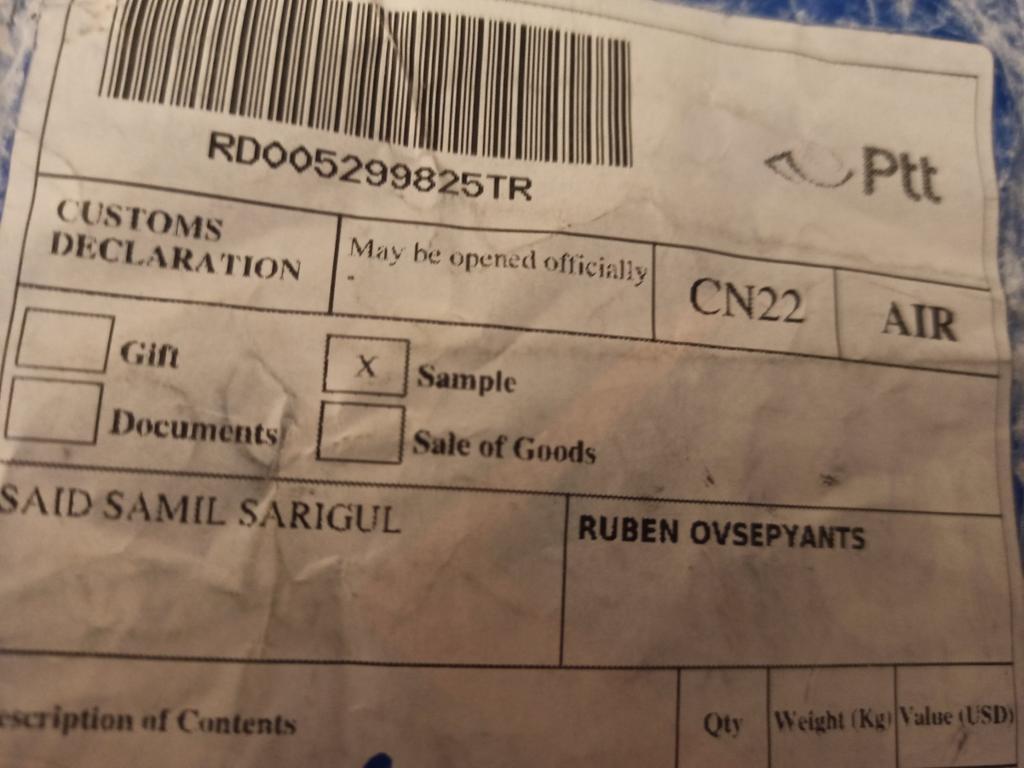 RD005299825TR
Ptt
CUSTOMS
DECLARATION
May be opened officially
CN22
AIR
Gift
X Sample
Documents
Sale of Goods
SAID SAMIL SARIGUL
RUBEN OVSEPYANTS
escription of Contents
Qty
Weight (Kg)
Value (USD)